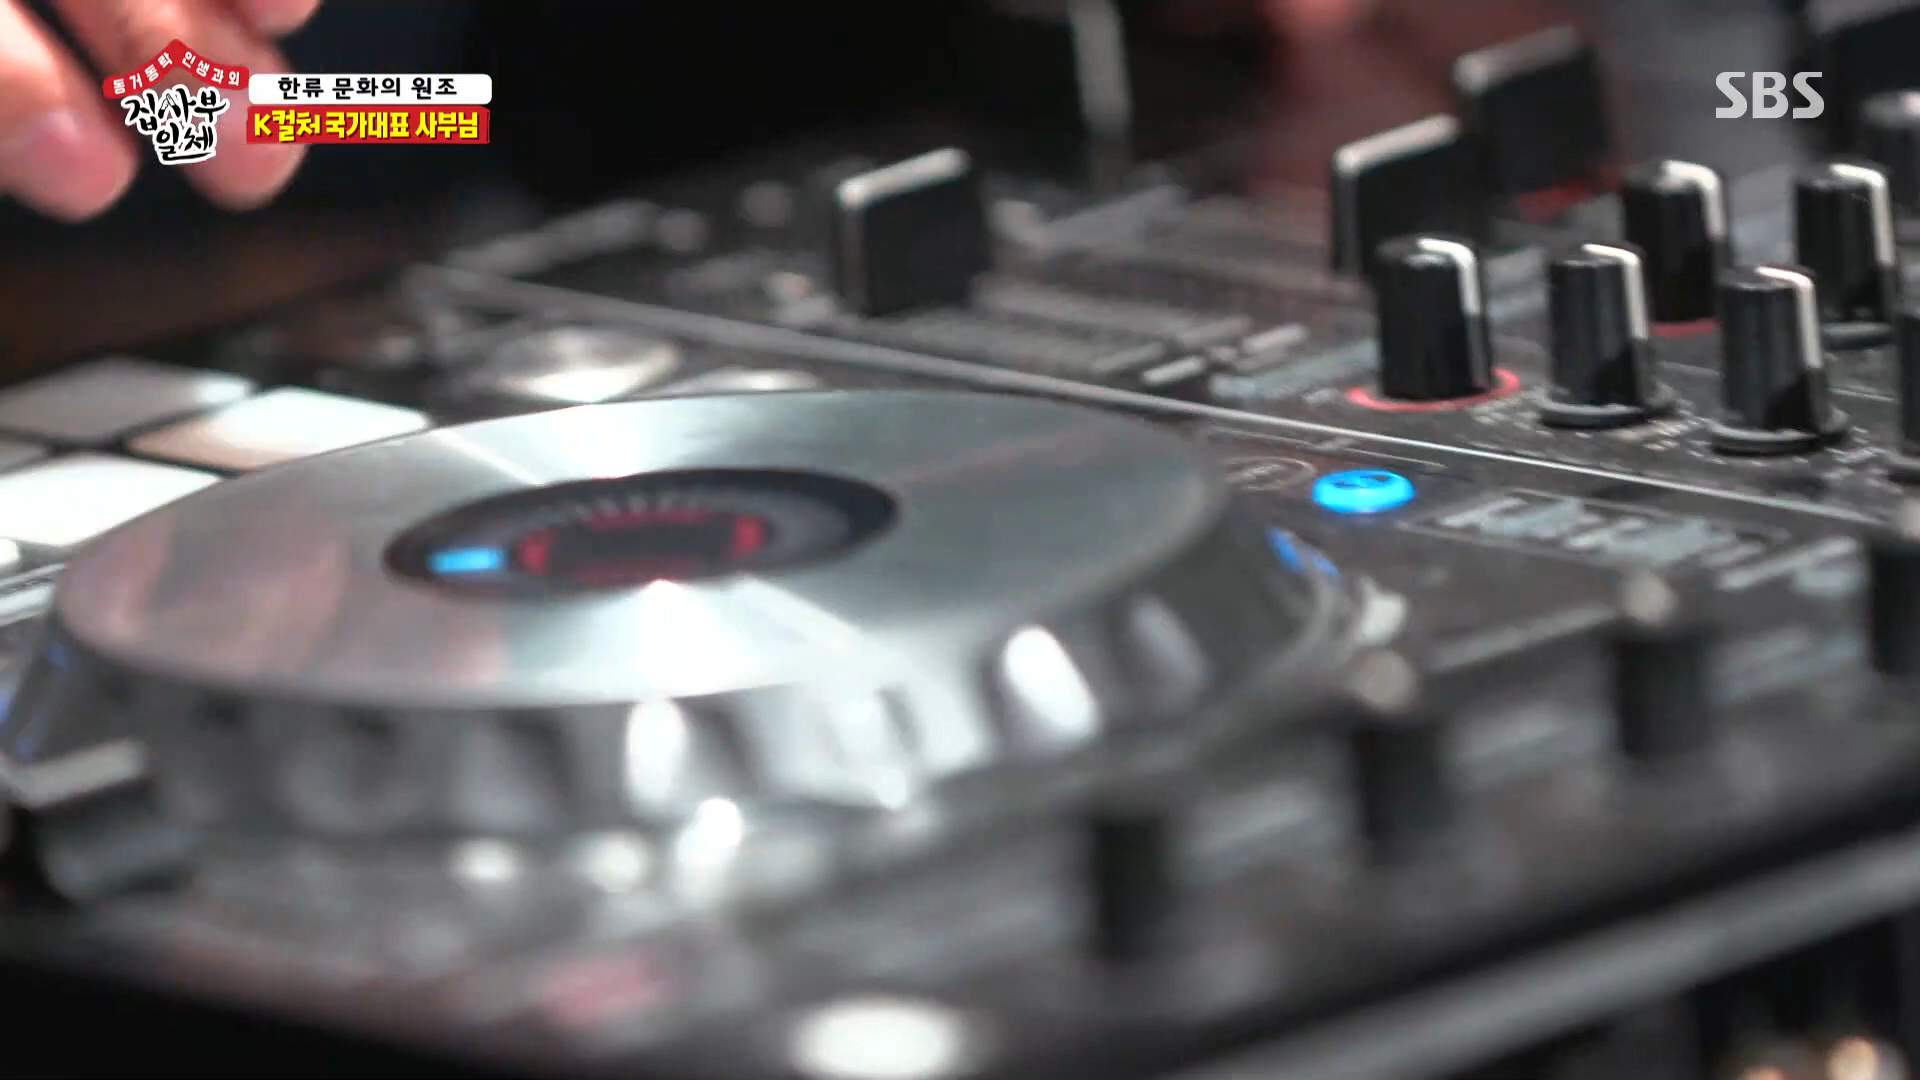 동거동락 인생과외
집사부
일체
한류 문화의 원조
K컬처 국가대표 사부님
SBS